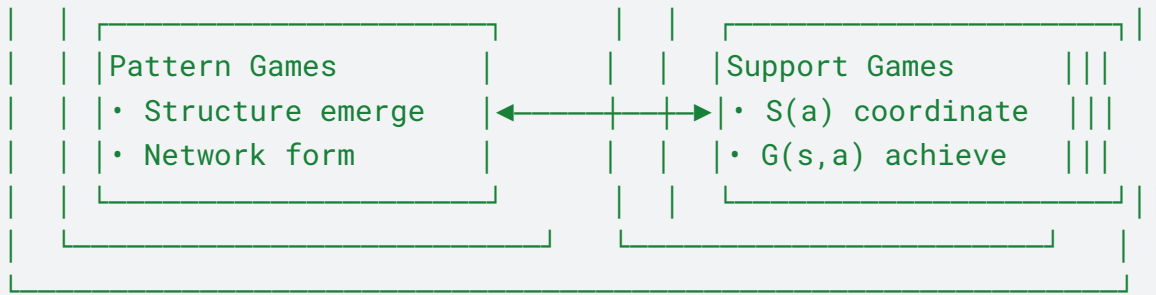 Pattern Games Support Games
• Structure emerge • S(a) coordinate
• Network form • G(s,a) achieve